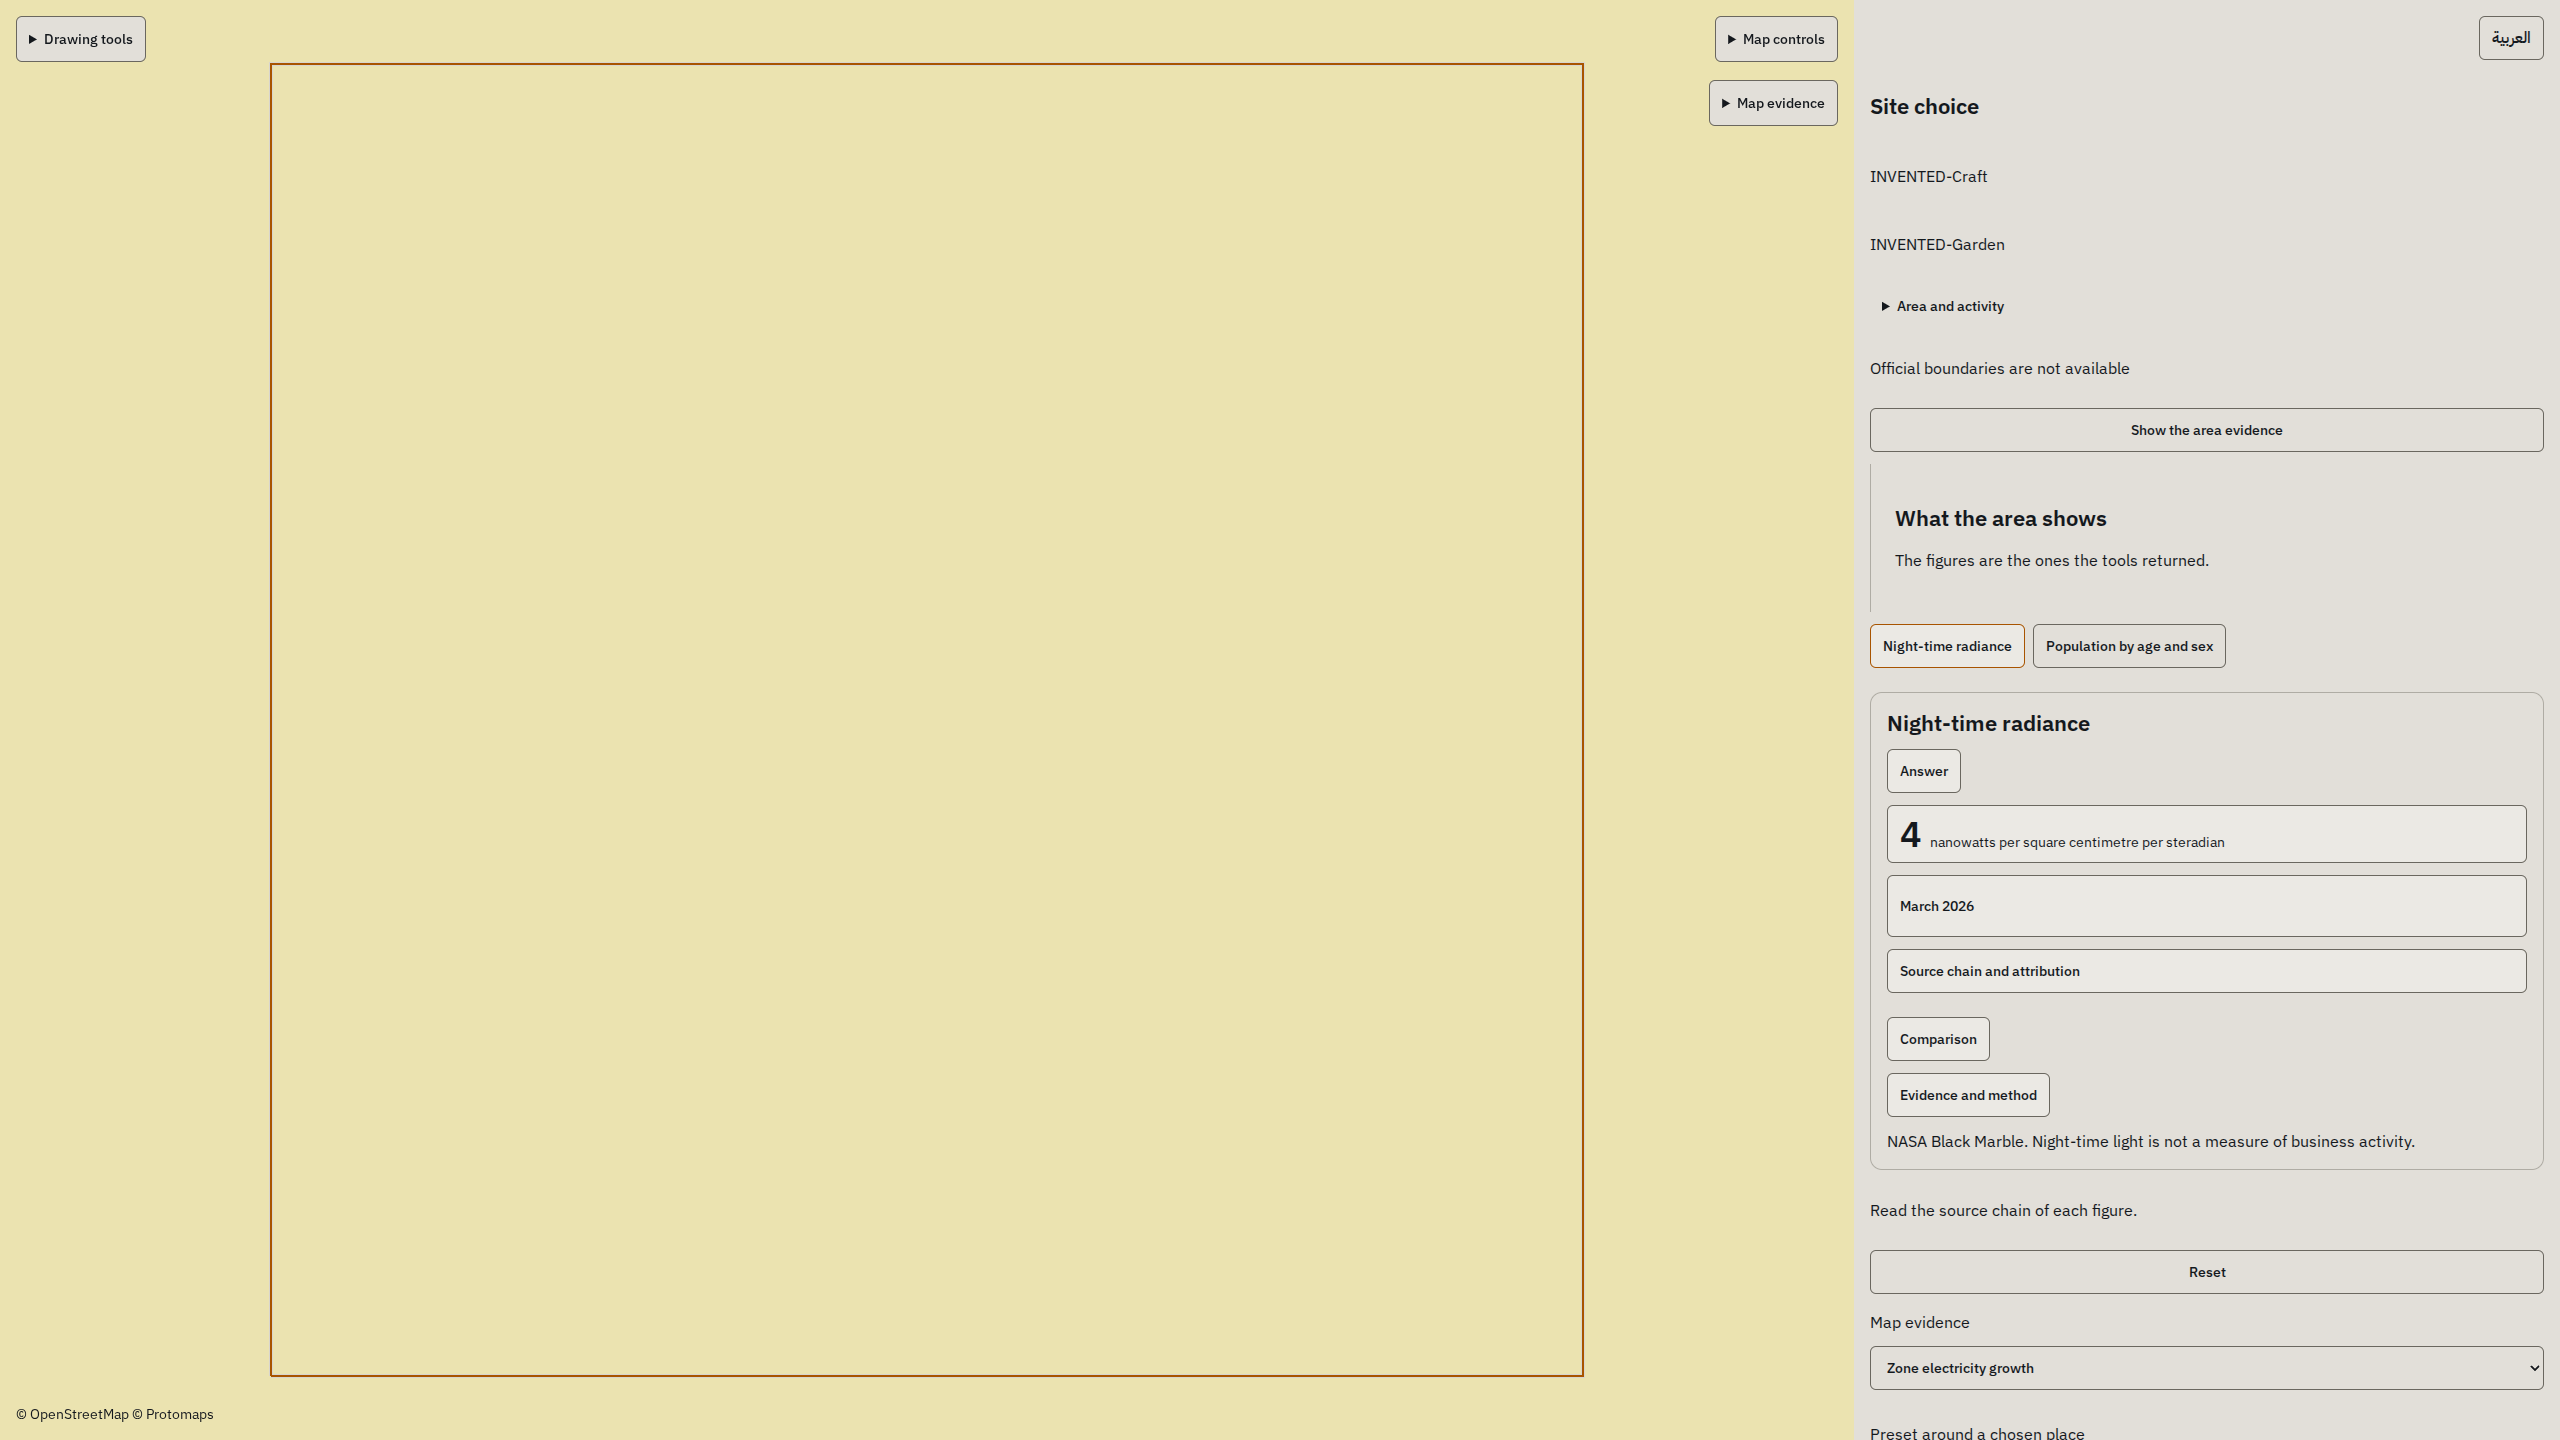 Drawing tools
Map controls
Map evidence
© OpenStreetMap © Protomaps
العربية
Site choice
INVENTED-Craft
INVENTED-Garden
Area and activity
Official boundaries are not available
Show the area evidence
What the area shows
The figures are the ones the tools returned.
Night-time radiance
Population by age and sex
Night-time radiance
Answer
4 nanowatts per square centimetre per steradian
March 2026
Source chain and attribution
Comparison
Evidence and method
NASA Black Marble. Night-time light is not a measure of business activity.
Read the source chain of each figure.
Reset
Map evidence
Zone electricity growth
Preset around a chosen place